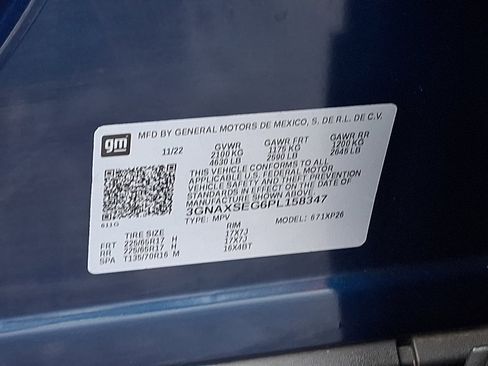 gm
MFD BY GENERAL MOTORS DE MEXICO, S. DE R.L. DE C.V.
11/22 GVWR GAWR FRT GAWR RR
2100 KG 1175 KG 1200 KG
4630 LB 2590 LB 2645 LB
THIS VEHICLE CONFORMS TO ALL
APPLICABLE U.S. FEDERAL MOTOR
VEHICLE SAFETY AND THEFT PREVENTION
STANDARDS IN EFFECT ON THE DATE OF
MANUFACTURE SHOWN ABOVE.
3GNAXSEG6PL158347
611G TYPE: MPV MODEL: 671XP26
TIRE SIZE RIM
FRT 225/65R17 H 17X7J
RR 225/65R17 H 17X7J
SPA T135/70R16 M 16X4BT